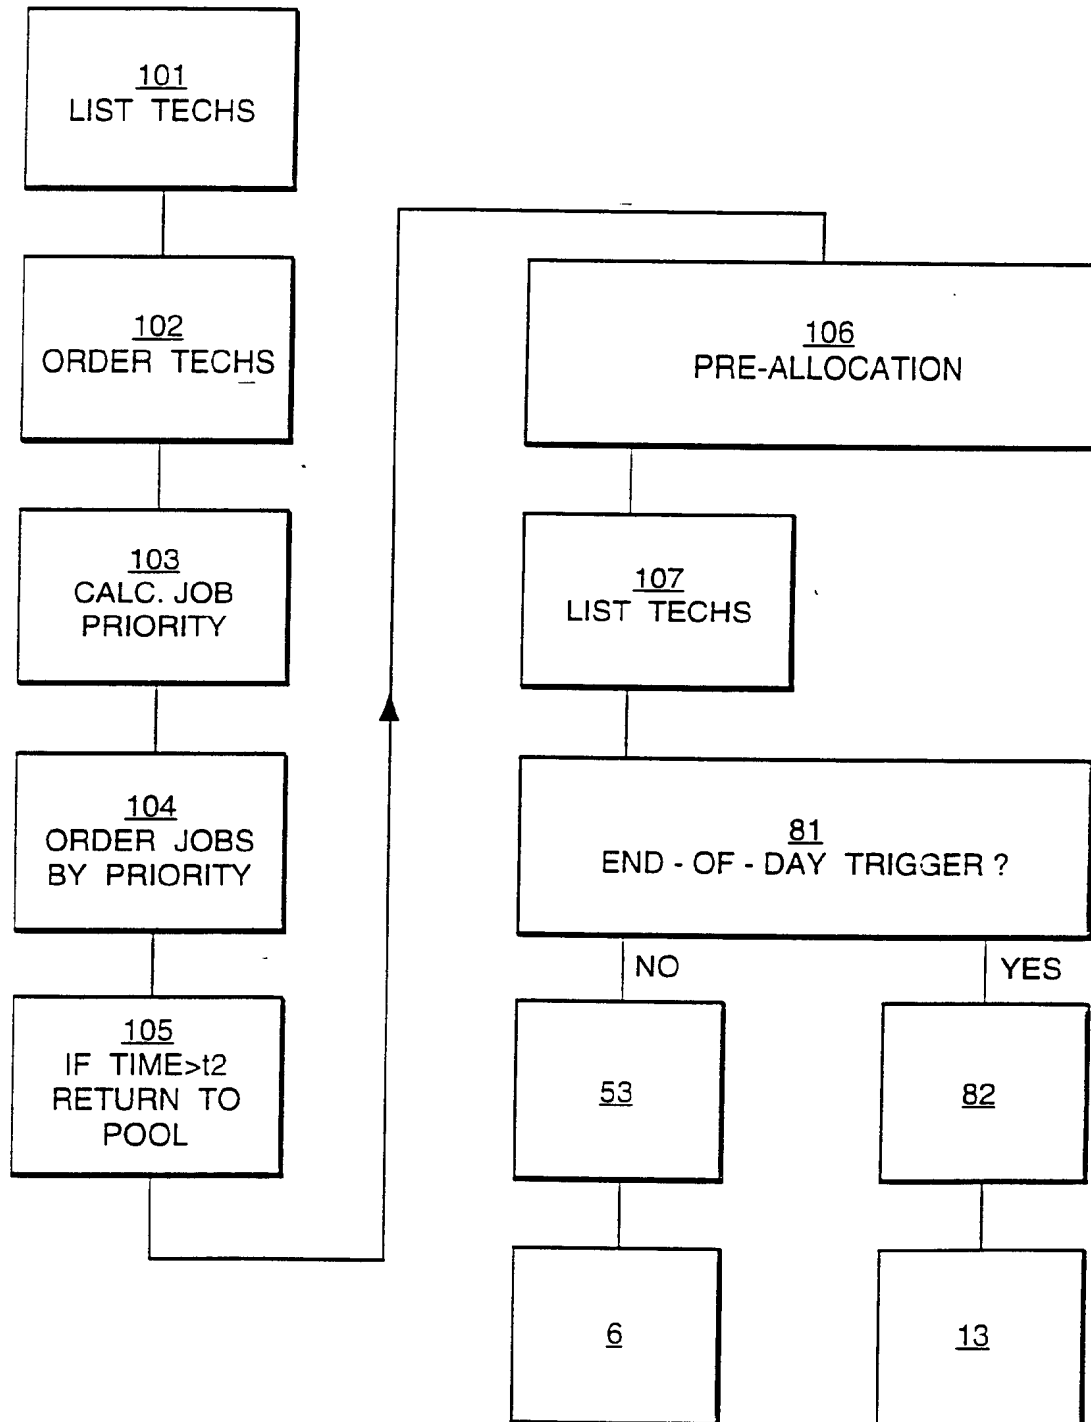 101
LIST TECHS
102
ORDER TECHS
103
CALC. JOB
PRIORITY
104
ORDER JOBS
BY PRIORITY
105
IF TIME>t2
RETURN TO
POOL
106
PRE-ALLOCATION
107
LIST TECHS
81
END - OF - DAY TRIGGER ?
NO
YES
53
82
6
13